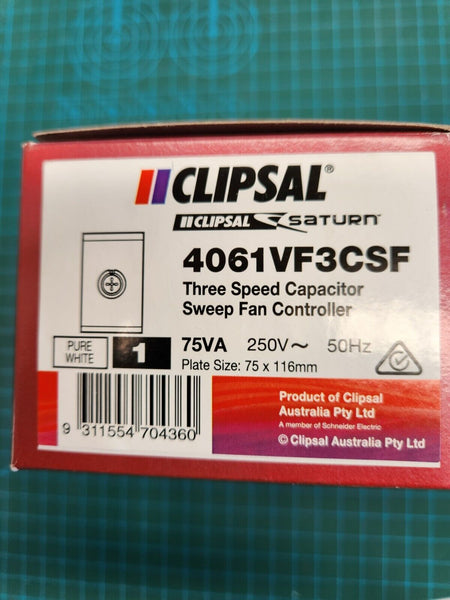 CLIPSAL®
CLIPSAL SATURN™
4061VF3CSF
Three Speed Capacitor
Sweep Fan Controller
PURE
WHITE
1
75VA 250V~ 50Hz
Plate Size: 75 x 116mm
9 311554 704360
Product of Clipsal
Australia Pty Ltd
A member of Schneider Electric
© Clipsal Australia Pty Ltd